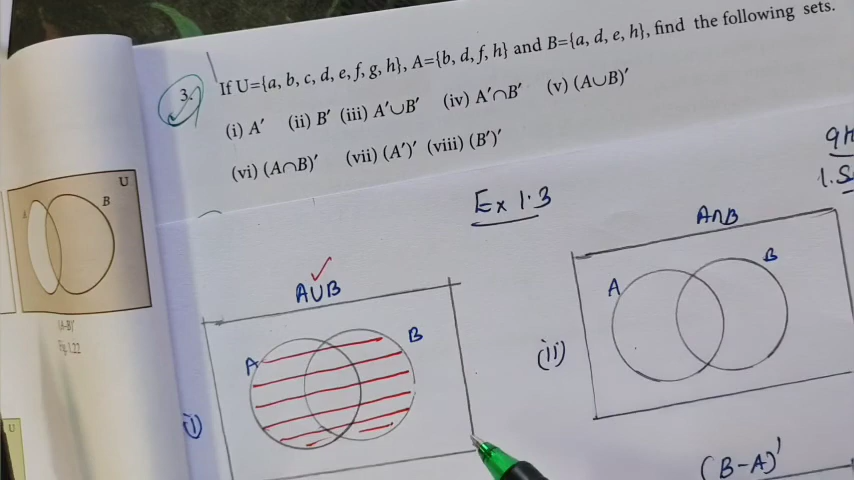 3. If U={a, b, c, d, e, f, g, h}, A={b, d, f, h} and B={a, d, e, h}, find the following sets.
(i) A′ (ii) B′ (iii) A′∪B′ (iv) A′∩B′ (v) (A∪B)′
(vi) (A∩B)′ (vii) (A′)′ (viii) (B′)′
Ex 1.3
1.S
A B U
(A-B)′
Fig. 1.22
U
A∪B
A B
(i)
A∩B
A B
(ii)
(B-A)'